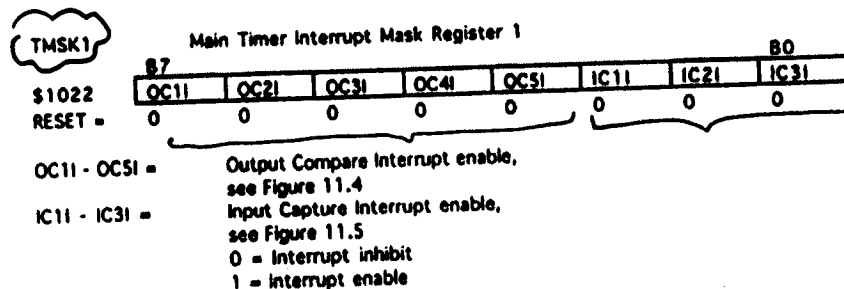 TMSK1
Main Timer Interrupt Mask Register 1
B7 B0
$1022 OC1I OC2I OC3I OC4I OC5I IC1I IC2I IC3I
RESET = 0 0 0 0 0 0 0 0
OC1I - OC5I = Output Compare Interrupt enable,
see Figure 11.4
IC1I - IC3I = Input Capture Interrupt enable,
see Figure 11.5
0 = Interrupt inhibit
1 = Interrupt enable